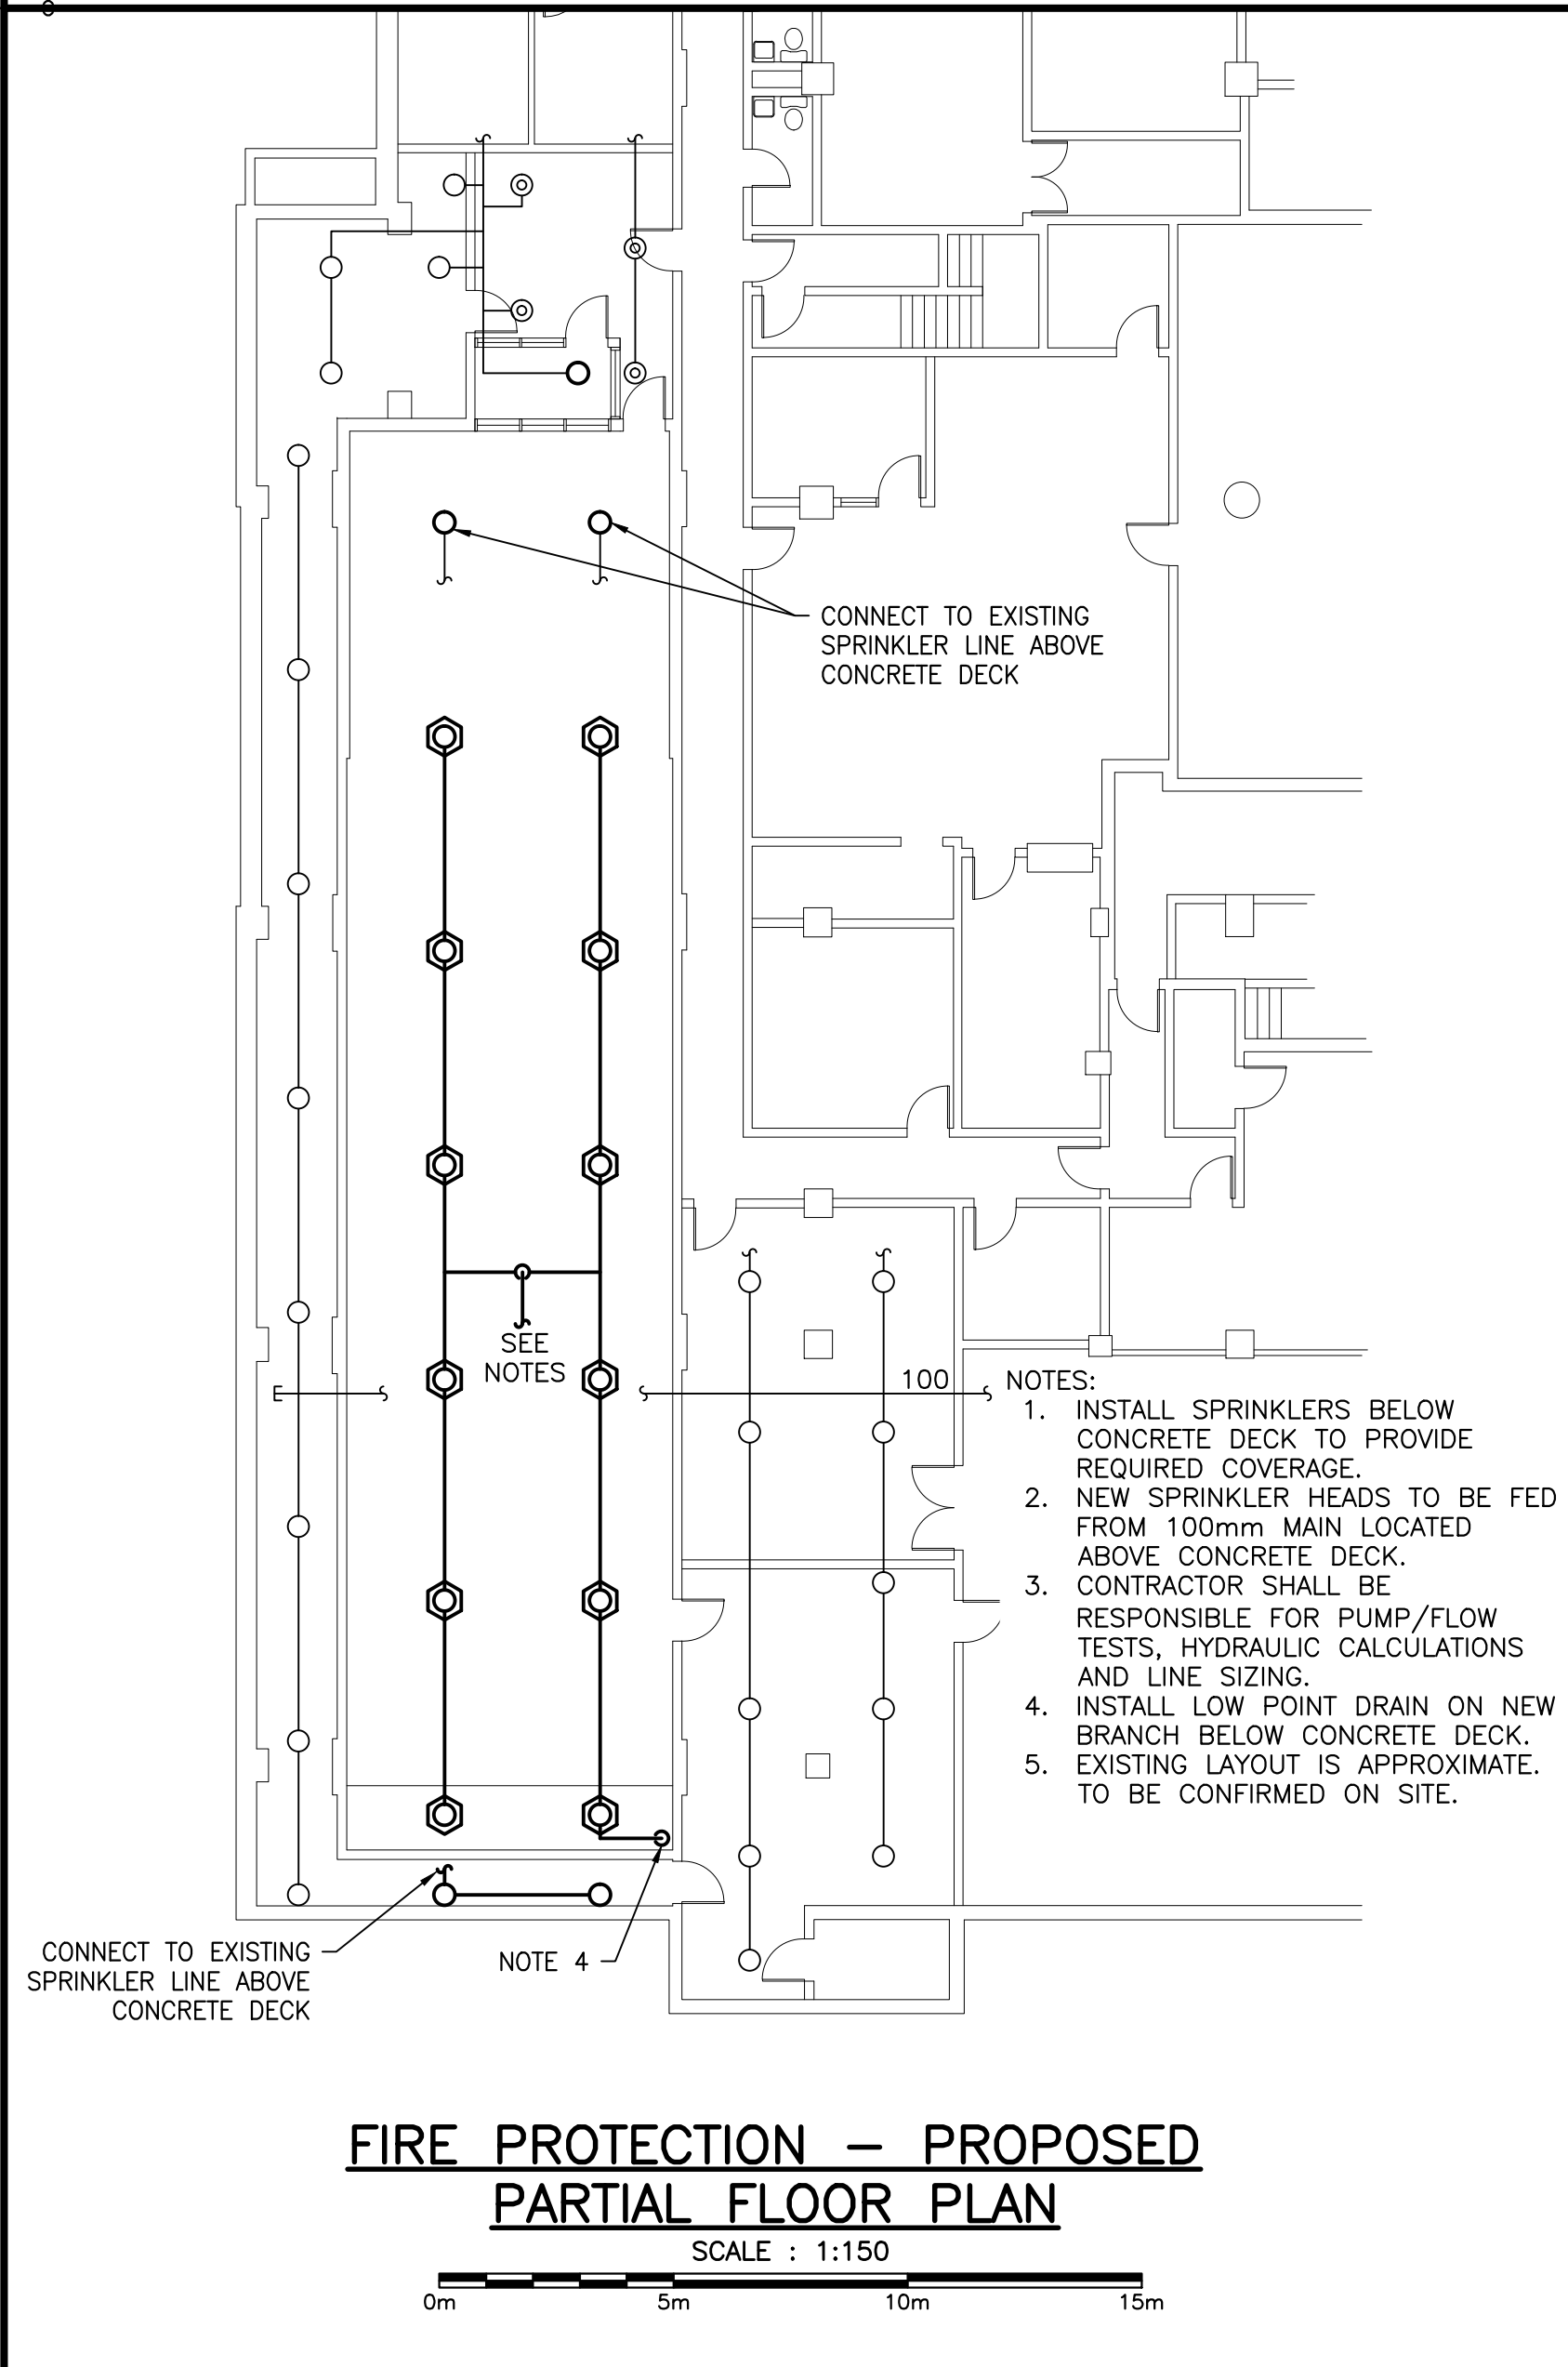 CONNECT TO EXISTING
SPRINKLER LINE ABOVE
CONCRETE DECK
SEE
NOTES
E
100
NOTES:
1. INSTALL SPRINKLERS BELOW
CONCRETE DECK TO PROVIDE
REQUIRED COVERAGE.
2. NEW SPRINKLER HEADS TO BE FED
FROM 100mm MAIN LOCATED
ABOVE CONCRETE DECK.
3. CONTRACTOR SHALL BE
RESPONSIBLE FOR PUMP/FLOW
TESTS, HYDRAULIC CALCULATIONS
AND LINE SIZING.
4. INSTALL LOW POINT DRAIN ON NEW
BRANCH BELOW CONCRETE DECK.
5. EXISTING LAYOUT IS APPROXIMATE.
TO BE CONFIRMED ON SITE.
CONNECT TO EXISTING
SPRINKLER LINE ABOVE
CONCRETE DECK
NOTE 4
FIRE PROTECTION – PROPOSED
PARTIAL FLOOR PLAN
SCALE : 1:150
0m 5m 10m 15m